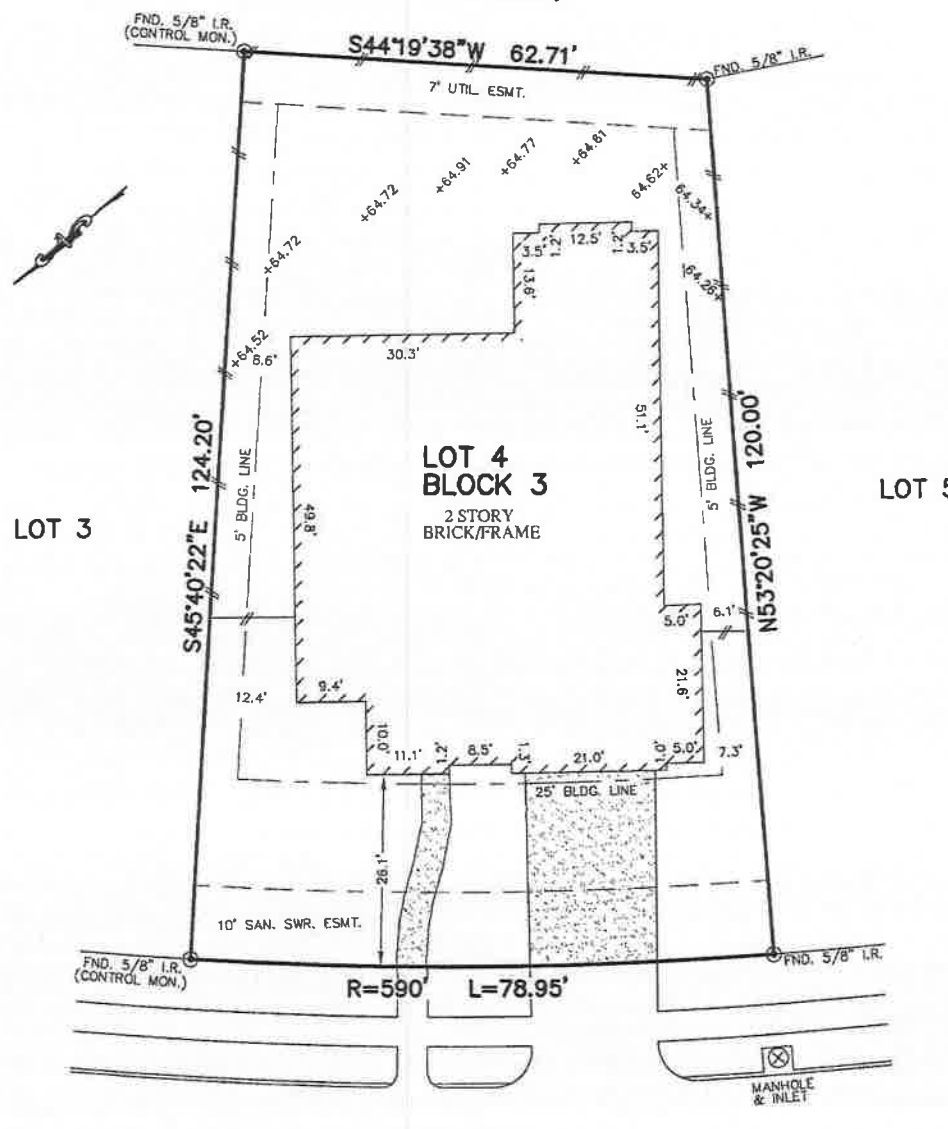 FND. 5/8" I.R.
(CONTROL MON.)
S44°19'38"W 62.71'
FND. 5/8" I.R.
7' UTIL. ESMT.
+64.52
+64.72
+64.72
+64.91
+64.77
+64.61
64.62+
64.34+
64.26+
3.5'
1.2'
12.5'
1.2'
3.5'
13.6'
8.6'
30.3'
51.1'
LOT 4
BLOCK 3
2 STORY
BRICK/FRAME
LOT 3
LOT 5
S45°40'22"E 124.20'
5' BLDG. LINE
49.8'
5' BLDG. LINE
N53°20'25"W 120.00'
5.0'
6.1'
21.6'
12.4'
9.4'
10.0'
11.1'
1.2'
8.5'
1.3'
21.0'
1.0'
5.0'
7.3'
25' BLDG. LINE
26.1'
10' SAN. SWR. ESMT.
FND. 5/8" I.R.
(CONTROL MON.)
R=590' L=78.95'
FND. 5/8" I.R.
MANHOLE
& INLET